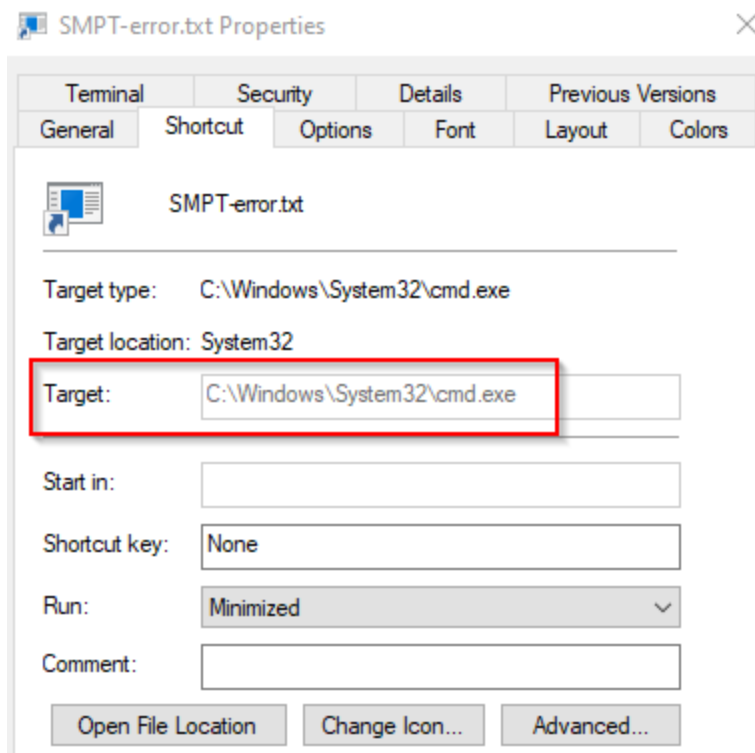 SMPT-error.txt Properties
Terminal Security Details Previous Versions
General Shortcut Options Font Layout Colors
SMPT-error.txt
Target type: C:\Windows\System32\cmd.exe
Target location: System32
Target: C:\Windows\System32\cmd.exe
Start in:
Shortcut key: None
Run: Minimized
Comment:
Open File Location Change Icon... Advanced...